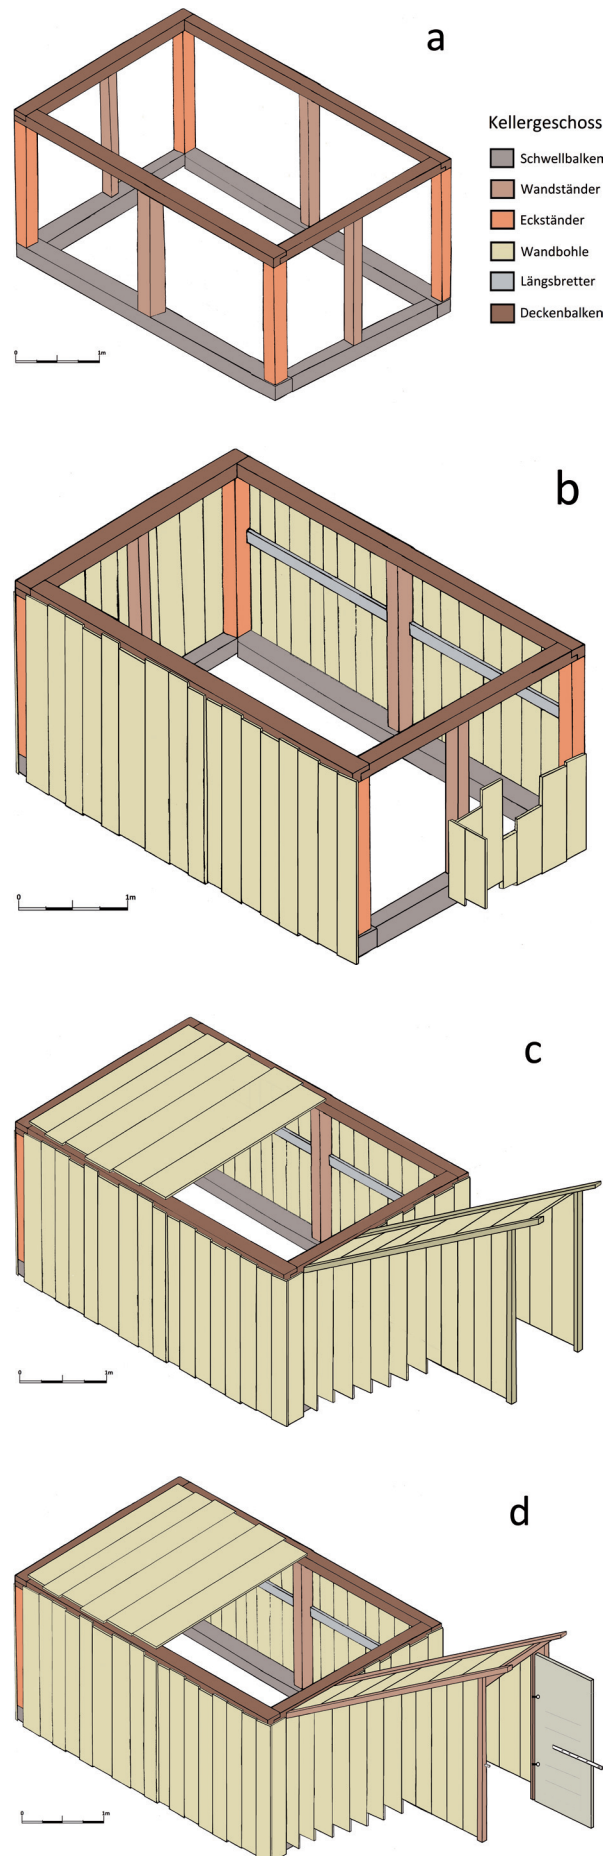 a
Kellergeschoss
Schwellbalken
Wandständer
Eckständer
Wandbohle
Längsbretter
Deckenbalken
0 1m
b
0 1m
c
0 1m
d
0 1m